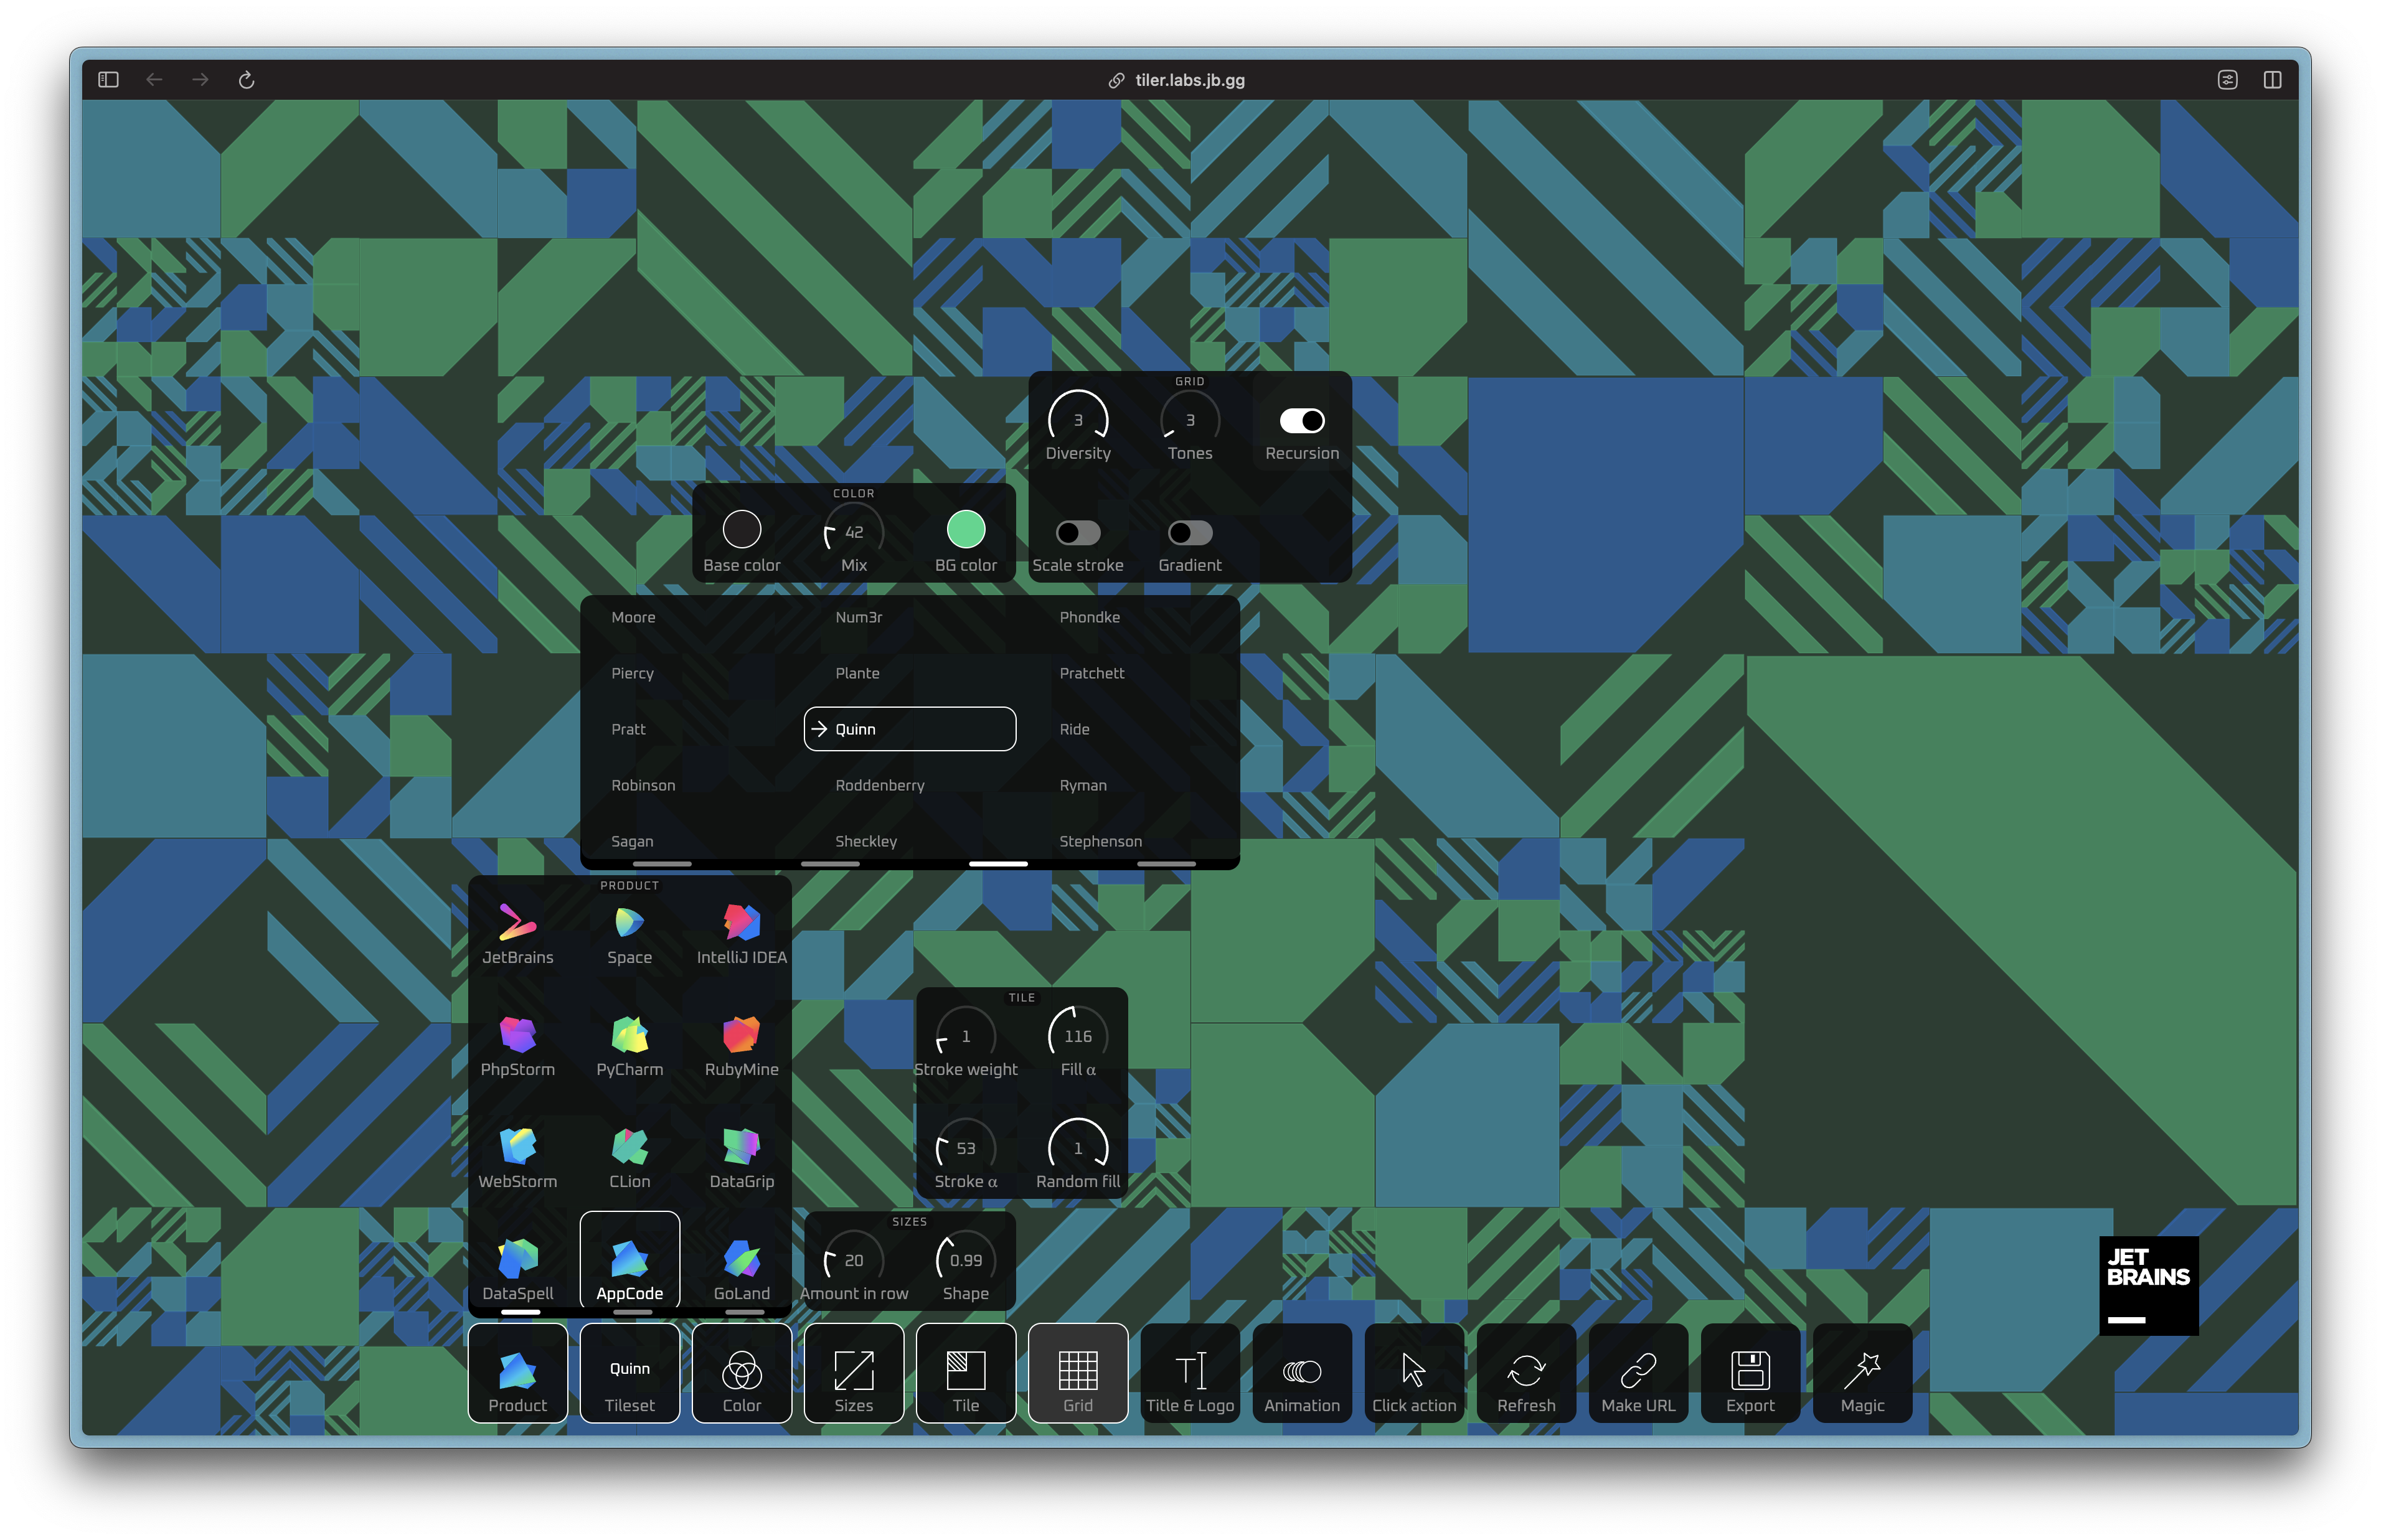 tiler.labs.jb.gg
GRID
3
3
Diversity
Tones
Recursion
Scale stroke
Gradient
COLOR
42
Base color
Mix
BG color
Moore
Num3r
Phondke
Piercy
Plante
Pratchett
Pratt
Quinn
Ride
Robinson
Roddenberry
Ryman
Sagan
Sheckley
Stephenson
PRODUCT
JetBrains
Space
IntelliJ IDEA
PhpStorm
PyCharm
RubyMine
WebStorm
CLion
DataGrip
DataSpell
AppCode
GoLand
TILE
1
116
Stroke weight
Fill α
53
1
Stroke α
Random fill
SIZES
20
0.99
Amount in row
Shape
JET
BRAINS
Quinn
Product
Tileset
Color
Sizes
Tile
Grid
Title & Logo
Animation
Click action
Refresh
Make URL
Export
Magic